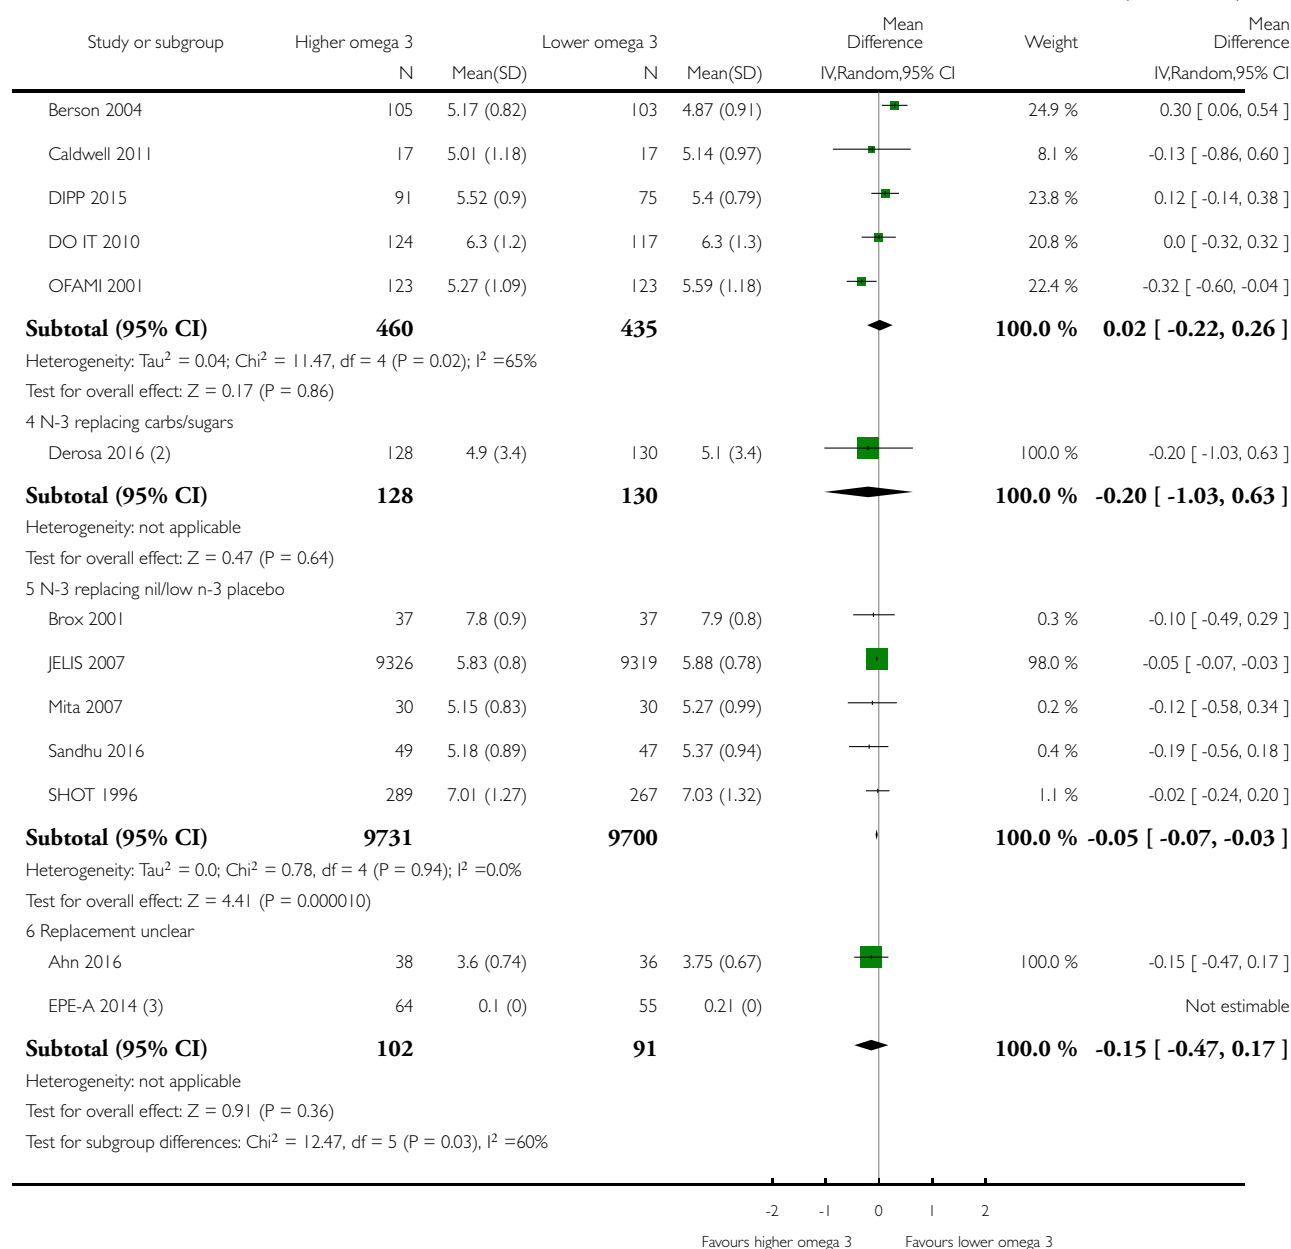 Study or subgroup Higher omega 3 Lower omega 3 Mean Difference Weight Mean Difference
N Mean(SD) N Mean(SD) IV,Random,95% CI IV,Random,95% CI
Berson 2004 105 5.17 (0.82) 103 4.87 (0.91) 24.9 % 0.30 [ 0.06, 0.54 ]
Caldwell 2011 17 5.01 (1.18) 17 5.14 (0.97) 8.1 % -0.13 [ -0.86, 0.60 ]
DIPP 2015 91 5.52 (0.9) 75 5.4 (0.79) 23.8 % 0.12 [ -0.14, 0.38 ]
DO IT 2010 124 6.3 (1.2) 117 6.3 (1.3) 20.8 % 0.0 [ -0.32, 0.32 ]
OFAMI 2001 123 5.27 (1.09) 123 5.59 (1.18) 22.4 % -0.32 [ -0.60, -0.04 ]
Subtotal (95% CI) 460 435 100.0 % 0.02 [ -0.22, 0.26 ]
Heterogeneity: Tau² = 0.04; Chi² = 11.47, df = 4 (P = 0.02); I² =65%
Test for overall effect: Z = 0.17 (P = 0.86)
4 N-3 replacing carbs/sugars
Derosa 2016 (2) 128 4.9 (3.4) 130 5.1 (3.4) 100.0 % -0.20 [ -1.03, 0.63 ]
Subtotal (95% CI) 128 130 100.0 % -0.20 [ -1.03, 0.63 ]
Heterogeneity: not applicable
Test for overall effect: Z = 0.47 (P = 0.64)
5 N-3 replacing nil/low n-3 placebo
Brox 2001 37 7.8 (0.9) 37 7.9 (0.8) 0.3 % -0.10 [ -0.49, 0.29 ]
JELIS 2007 9326 5.83 (0.8) 9319 5.88 (0.78) 98.0 % -0.05 [ -0.07, -0.03 ]
Mita 2007 30 5.15 (0.83) 30 5.27 (0.99) 0.2 % -0.12 [ -0.58, 0.34 ]
Sandhu 2016 49 5.18 (0.89) 47 5.37 (0.94) 0.4 % -0.19 [ -0.56, 0.18 ]
SHOT 1996 289 7.01 (1.27) 267 7.03 (1.32) 1.1 % -0.02 [ -0.24, 0.20 ]
Subtotal (95% CI) 9731 9700 100.0 % -0.05 [ -0.07, -0.03 ]
Heterogeneity: Tau² = 0.0; Chi² = 0.78, df = 4 (P = 0.94); I² =0.0%
Test for overall effect: Z = 4.41 (P = 0.000010)
6 Replacement unclear
Ahn 2016 38 3.6 (0.74) 36 3.75 (0.67) 100.0 % -0.15 [ -0.47, 0.17 ]
EPE-A 2014 (3) 64 0.1 (0) 55 0.21 (0) Not estimable
Subtotal (95% CI) 102 91 100.0 % -0.15 [ -0.47, 0.17 ]
Heterogeneity: not applicable
Test for overall effect: Z = 0.91 (P = 0.36)
Test for subgroup differences: Chi² = 12.47, df = 5 (P = 0.03), I² =60%
-2 -1 0 1 2
Favours higher omega 3 Favours lower omega 3